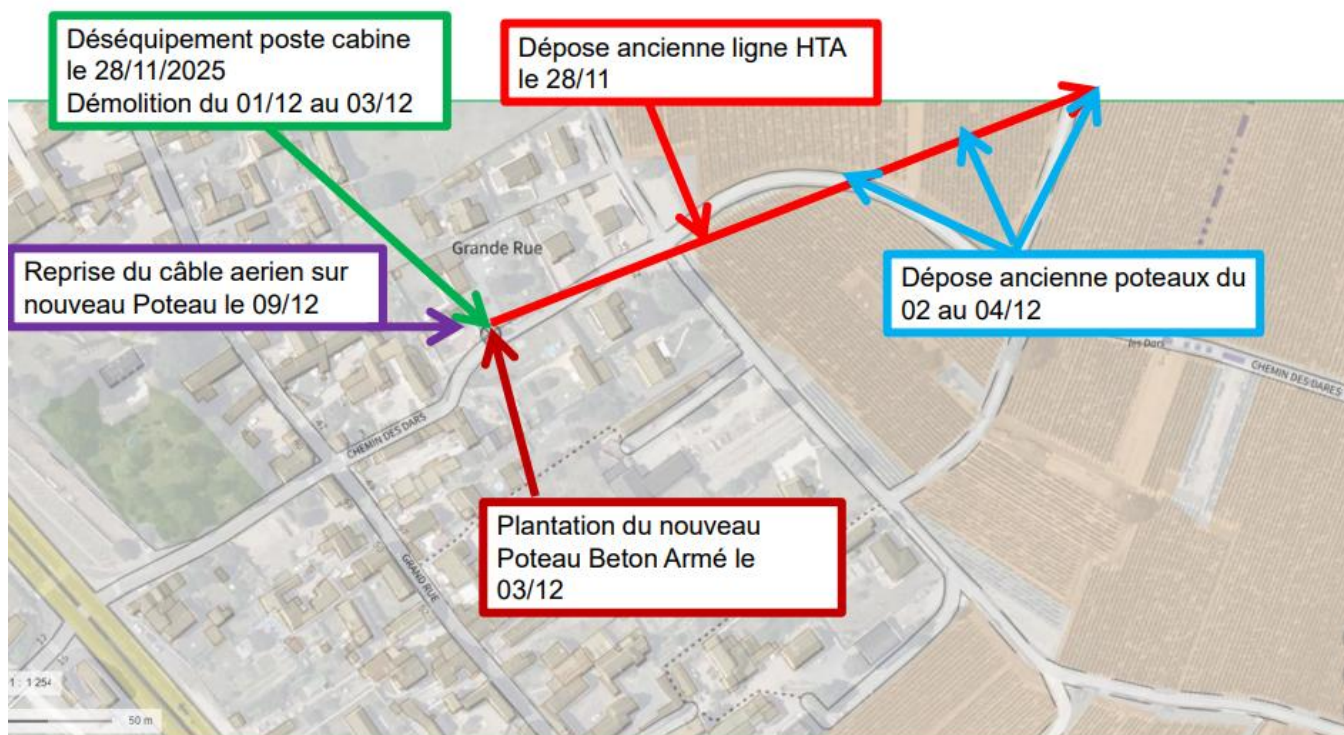 Déséquipement poste cabine
le 28/11/2025
Démolition du 01/12 au 03/12
Dépose ancienne ligne HTA
le 28/11
Grande Rue
Reprise du câble aerien sur
nouveau Poteau le 09/12
Dépose ancienne poteaux du
02 au 04/12
les Dars
CHEMIN DES DARES
CHEMIN DES DARS
Plantation du nouveau
Poteau Beton Armé le
03/12
GRAND RUE
1 : 1 254
50 m